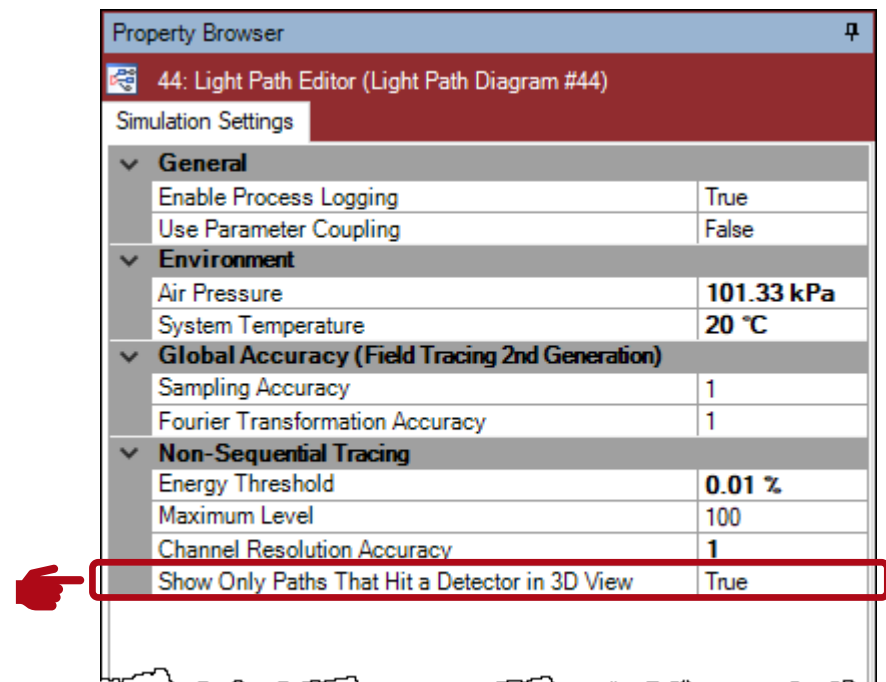 Property Browser
44: Light Path Editor (Light Path Diagram #44)
Simulation Settings
General
Enable Process Logging True
Use Parameter Coupling False
Environment
Air Pressure 101.33 kPa
System Temperature 20 °C
Global Accuracy (Field Tracing 2nd Generation)
Sampling Accuracy 1
Fourier Transformation Accuracy 1
Non-Sequential Tracing
Energy Threshold 0.01 %
Maximum Level 100
Channel Resolution Accuracy 1
Show Only Paths That Hit a Detector in 3D View True